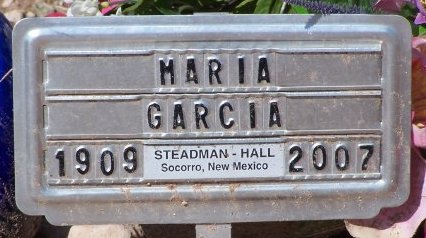 MARIA
GARCIA
1909 STEADMAN - HALL 2007
Socorro, New Mexico